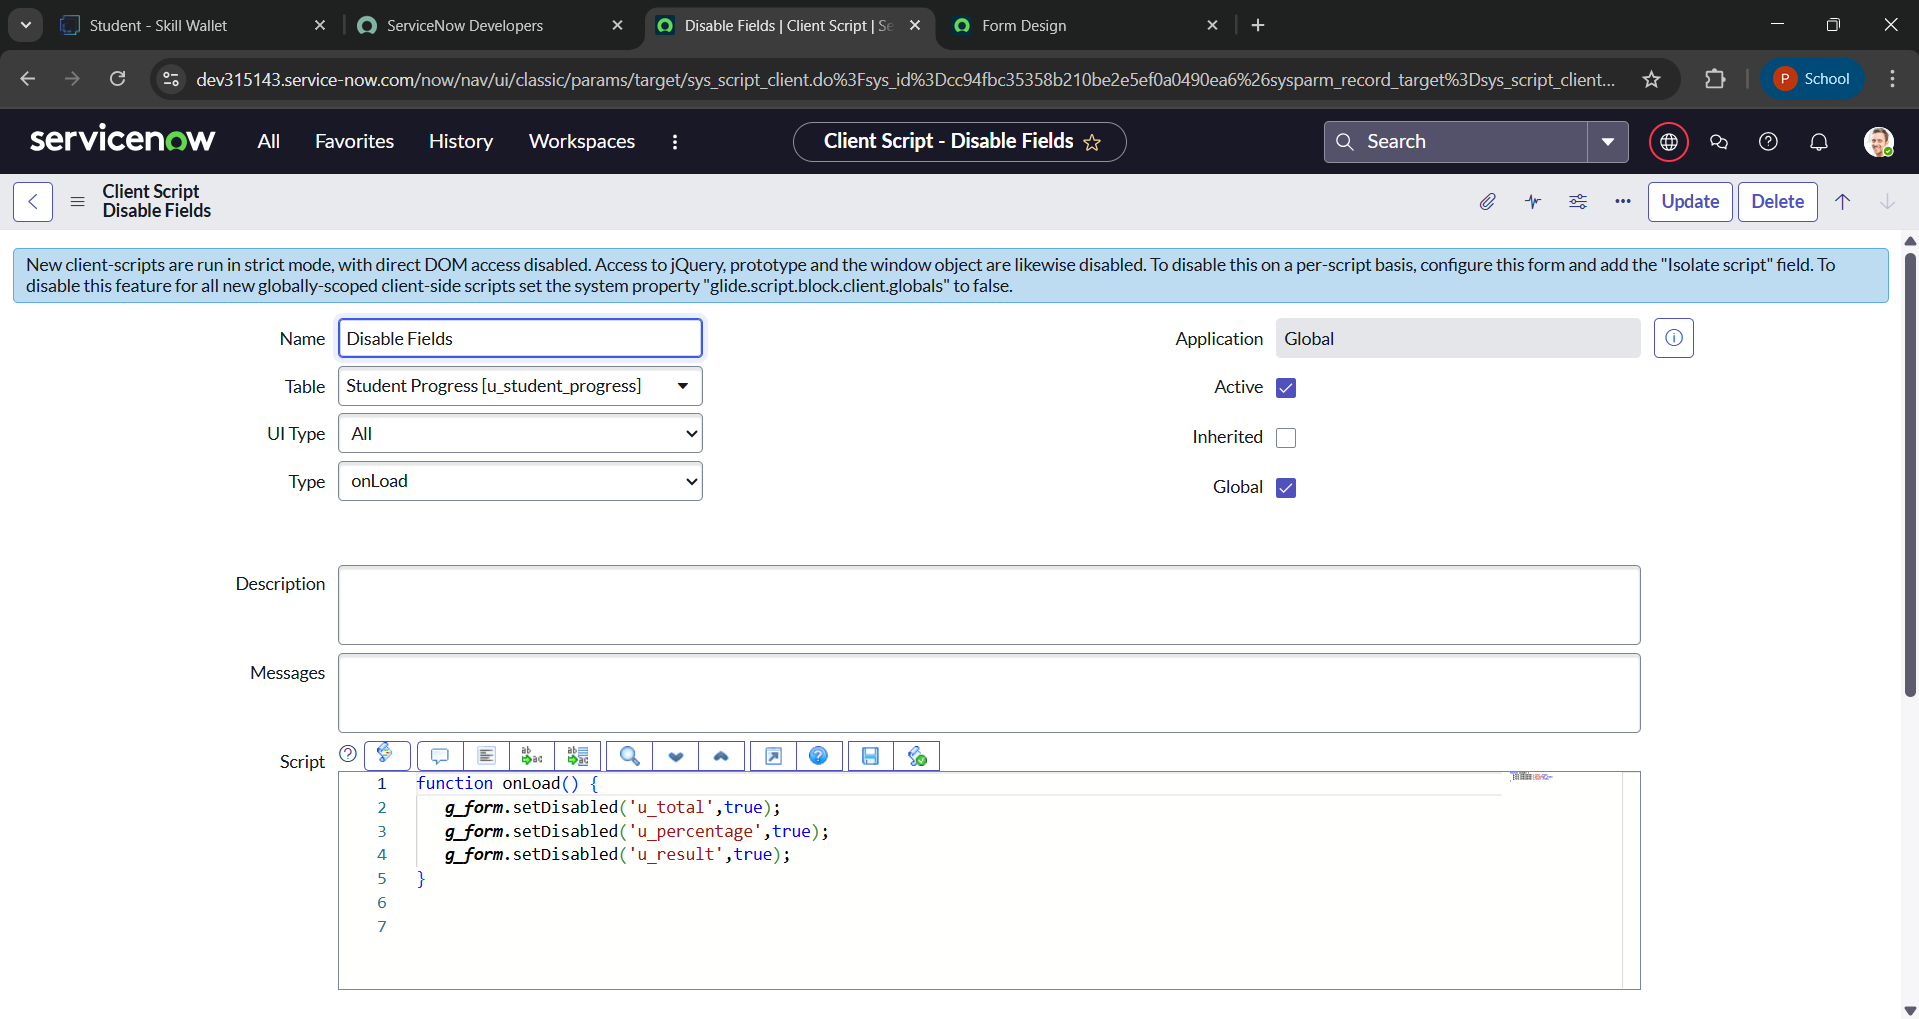 Student - Skill Wallet
ServiceNow Developers
Disable Fields | Client Script | Se
Form Design
dev315143.service-now.com/now/nav/ui/classic/params/target/sys_script_client.do%3Fsys_id%3Dcc94fbc35358b210be2e5ef0a0490ea6%26sysparm_record_target%3Dsys_script_client...
P School
servicenow All Favorites History Workspaces
Client Script - Disable Fields
Search
Client Script
Disable Fields
Update Delete
New client-scripts are run in strict mode, with direct DOM access disabled. Access to jQuery, prototype and the window object are likewise disabled. To disable this on a per-script basis, configure this form and add the "Isolate script" field. To
disable this feature for all new globally-scoped client-side scripts set the system property "glide.script.block.client.globals" to false.
Name Disable Fields
Application Global
Table Student Progress [u_student_progress]
Active
UI Type All
Inherited
Type onLoad
Global
Description
Messages
Script
1 function onLoad() {
2 g_form.setDisabled('u_total',true);
3 g_form.setDisabled('u_percentage',true);
4 g_form.setDisabled('u_result',true);
5 }
6
7